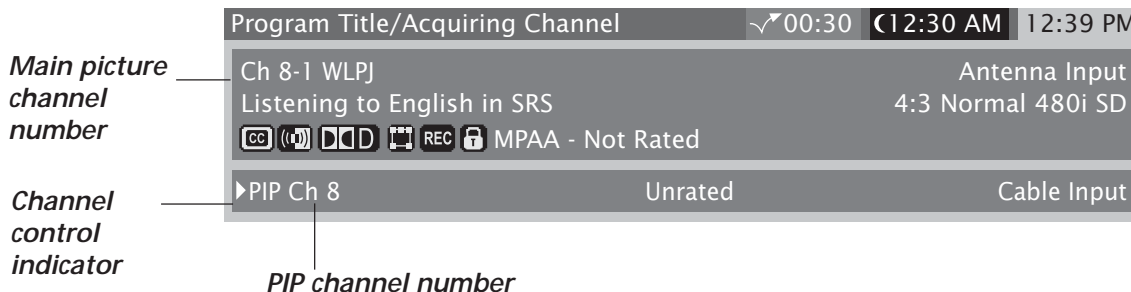 Program Title/Acquiring Channel 00:30 12:30 AM 12:39 PM
Main picture channel number
Ch 8-1 WLPJ Antenna Input
Listening to English in SRS 4:3 Normal 480i SD
CC REC MPAA - Not Rated
Channel control indicator
PIP Ch 8 Unrated Cable Input
PIP channel number